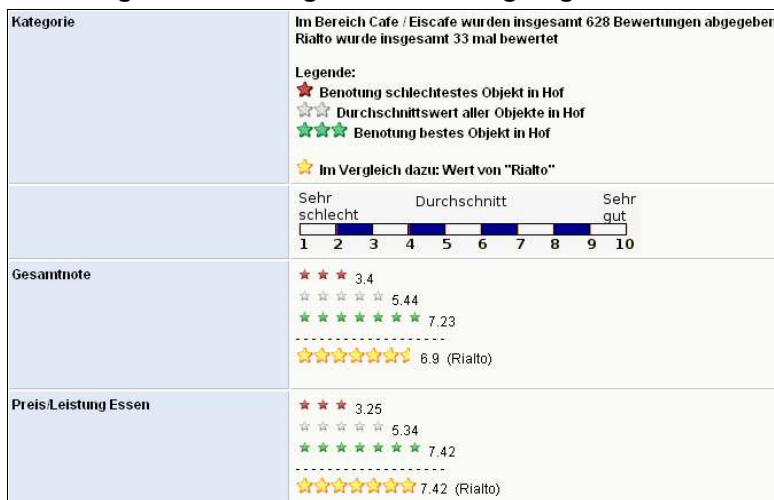 Kategorie
Im Bereich Cafe / Eiscafe wurden insgesamt 628 Bewertungen abgegeben
Rialto wurde insgesamt 33 mal bewertet
Legende:
Benotung schlechtestes Objekt in Hof
Durchschnittswert aller Objekte in Hof
Benotung bestes Objekt in Hof
Im Vergleich dazu: Wert von "Rialto"
Sehr schlecht Durchschnitt Sehr gut
1 2 3 4 5 6 7 8 9 10
Gesamtnote
3.4
5.44
7.23
6.9 (Rialto)
Preis/Leistung Essen
3.25
5.34
7.42
7.42 (Rialto)